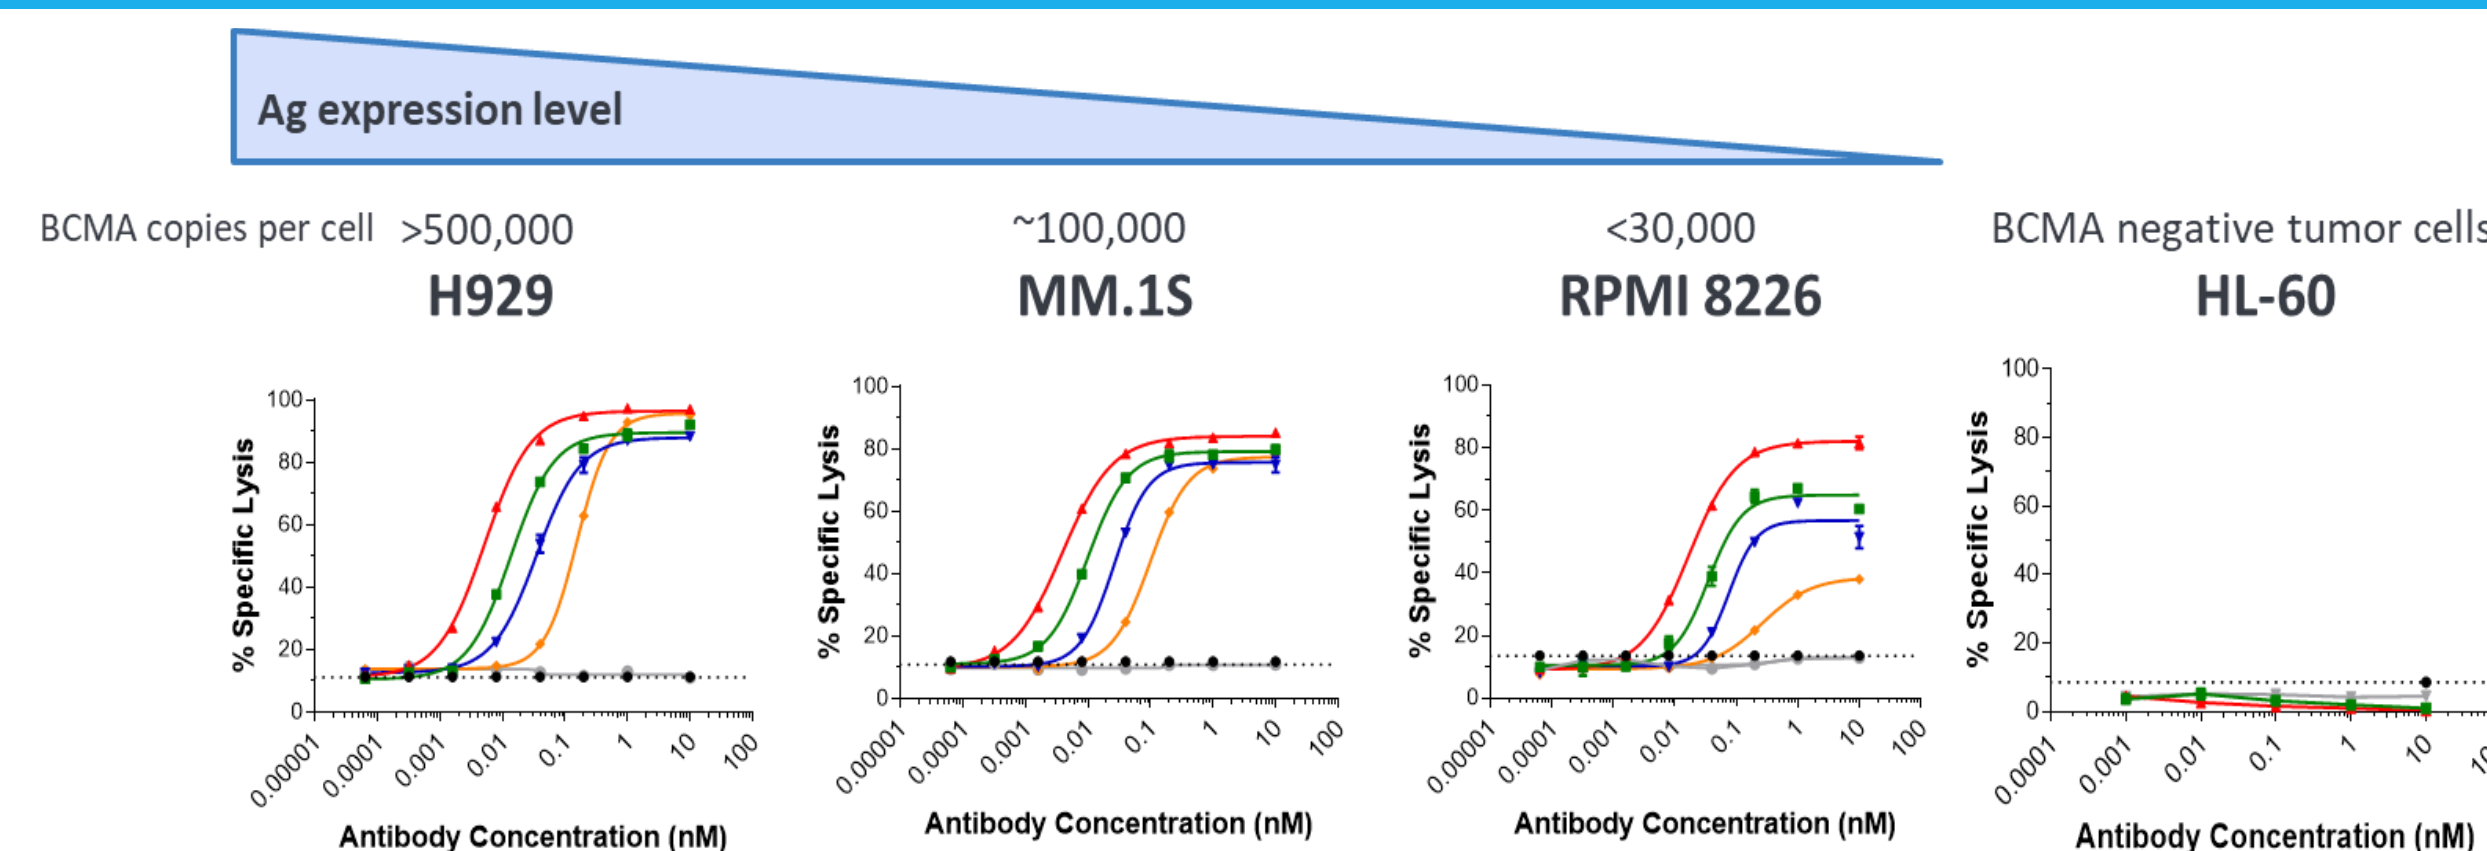 Ag expression level
BCMA copies per cell >500,000 ~100,000 <30,000 BCMA negative tumor cells
H929 MM.1S RPMI 8226 HL-60
% Specific Lysis
100
80
60
40
20
0
0.00001 0.0001 0.001 0.01 0.1 1 10 100
Antibody Concentration (nM)
% Specific Lysis
100
80
60
40
20
0
0.00001 0.0001 0.001 0.01 0.1 1 10 100
Antibody Concentration (nM)
% Specific Lysis
100
80
60
40
20
0
0.00001 0.0001 0.001 0.01 0.1 1 10 100
Antibody Concentration (nM)
% Specific Lysis
100
80
60
40
20
0
0.0001 0.001 0.01 0.1 1 10
Antibody Concentration (nM)